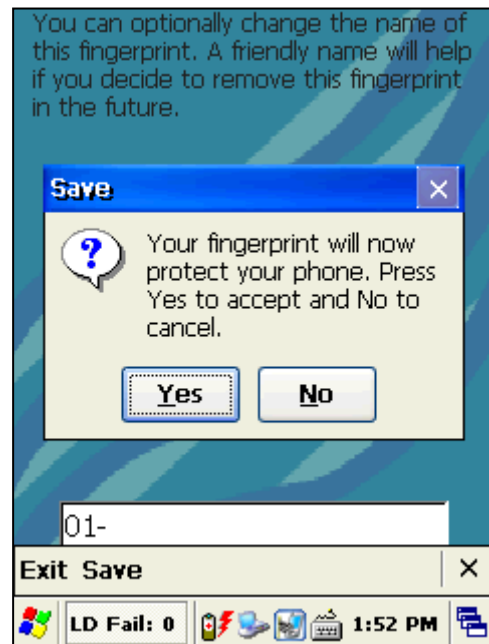 You can optionally change the name of
this fingerprint. A friendly name will help
if you decide to remove this fingerprint
in the future.
Save
Your fingerprint will now
protect your phone. Press
Yes to accept and No to
cancel.
Yes No
01-
Exit Save
LD Fail: 0 1:52 PM